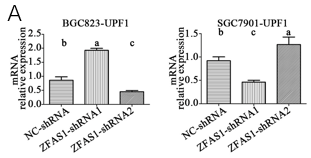 A
BGC823-UPF1
mRNA
relative expression
2.5
2.0
1.5
1.0
0.5
0.0
b a c
NC-shRNA
ZFAS1-shRNA1
ZFAS1-shRNA2
SGC7901-UPF1
mRNA
relative expression
1.5
1.0
0.5
0.0
b c a
NC-shRNA
ZFAS1-shRNA1
ZFAS1-shRNA2